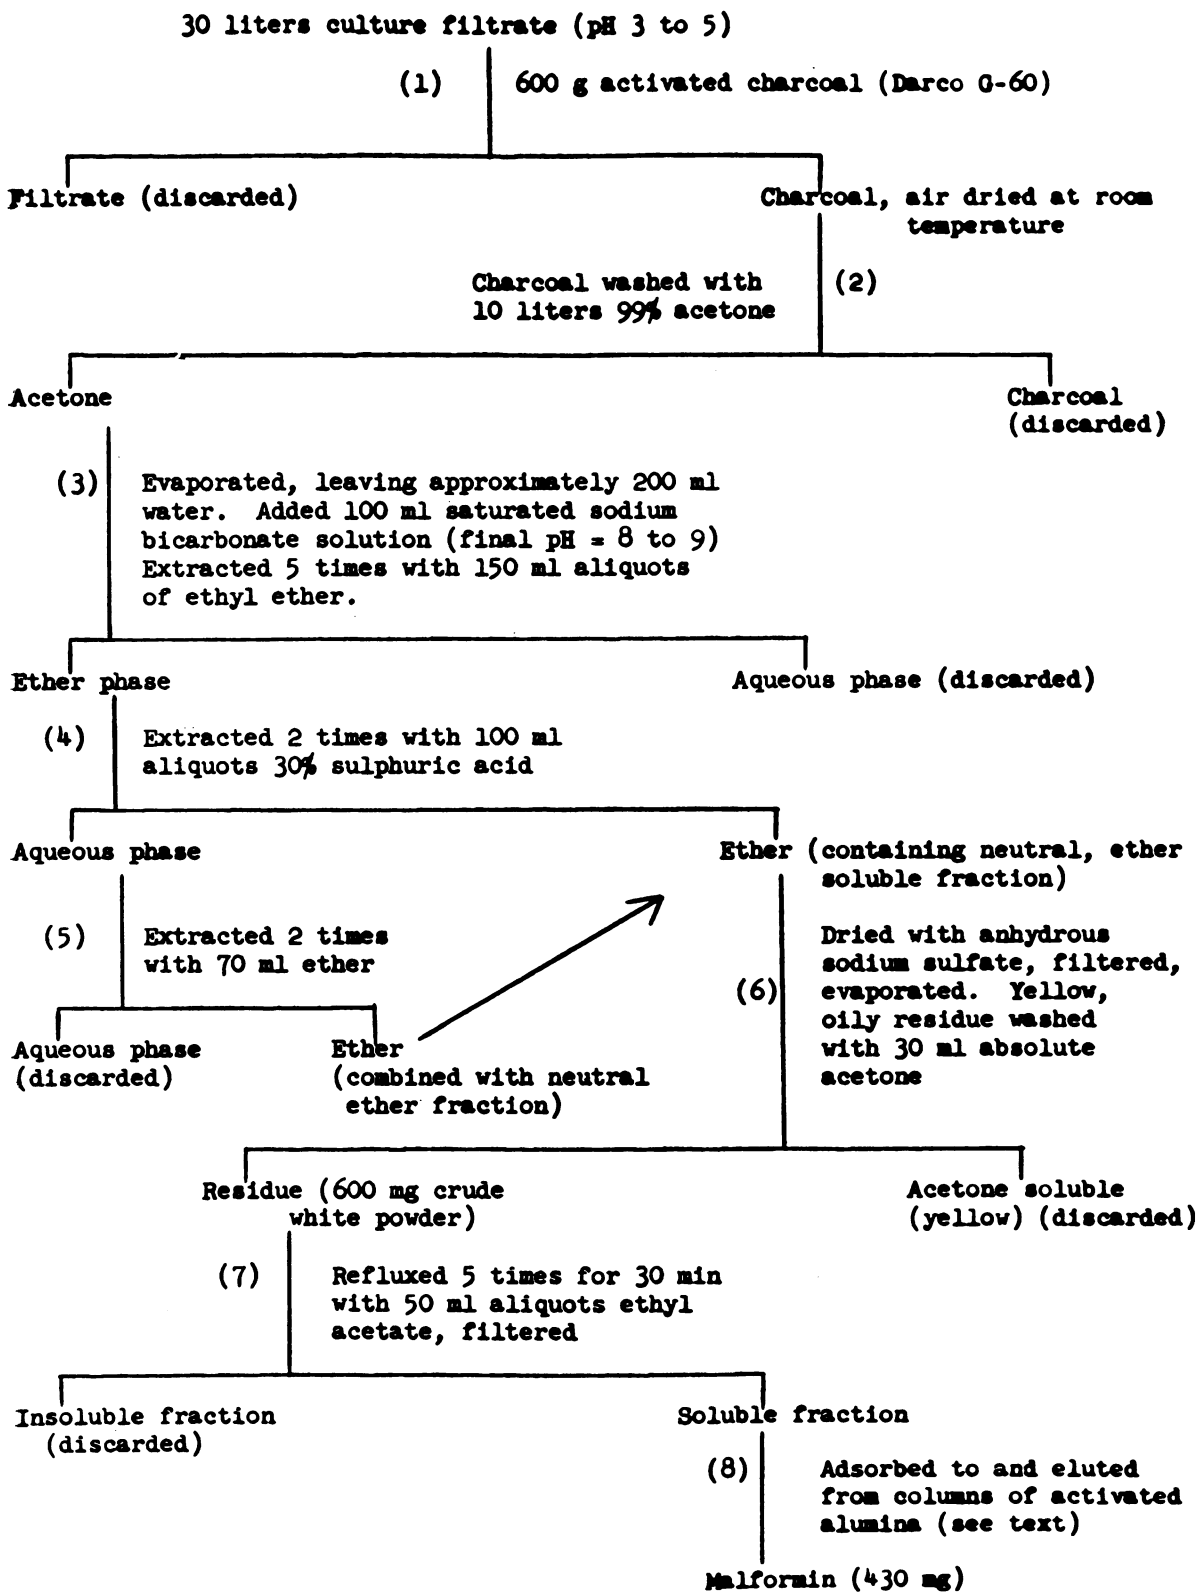 30 liters culture filtrate (pH 3 to 5)
(1)
600 g activated charcoal (Darco G-60)
Filtrate (discarded)
Charcoal, air dried at room
temperature
Charcoal washed with
10 liters 99% acetone
(2)
Acetone
Charcoal
(discarded)
(3)
Evaporated, leaving approximately 200 ml
water. Added 100 ml saturated sodium
bicarbonate solution (final pH = 8 to 9)
Extracted 5 times with 150 ml aliquots
of ethyl ether.
Ether phase
Aqueous phase (discarded)
(4)
Extracted 2 times with 100 ml
aliquots 30% sulphuric acid
Aqueous phase
Ether (containing neutral, ether
soluble fraction)
(5)
Extracted 2 times
with 70 ml ether
(6)
Dried with anhydrous
sodium sulfate, filtered,
evaporated. Yellow,
oily residue washed
with 30 ml absolute
acetone
Aqueous phase
(discarded)
Ether
(combined with neutral
ether fraction)
Residue (600 mg crude
white powder)
Acetone soluble
(yellow) (discarded)
(7)
Refluxed 5 times for 30 min
with 50 ml aliquots ethyl
acetate, filtered
Insoluble fraction
(discarded)
Soluble fraction
(8)
Adsorbed to and eluted
from columns of activated
alumina (see text)
Malformin (430 mg)